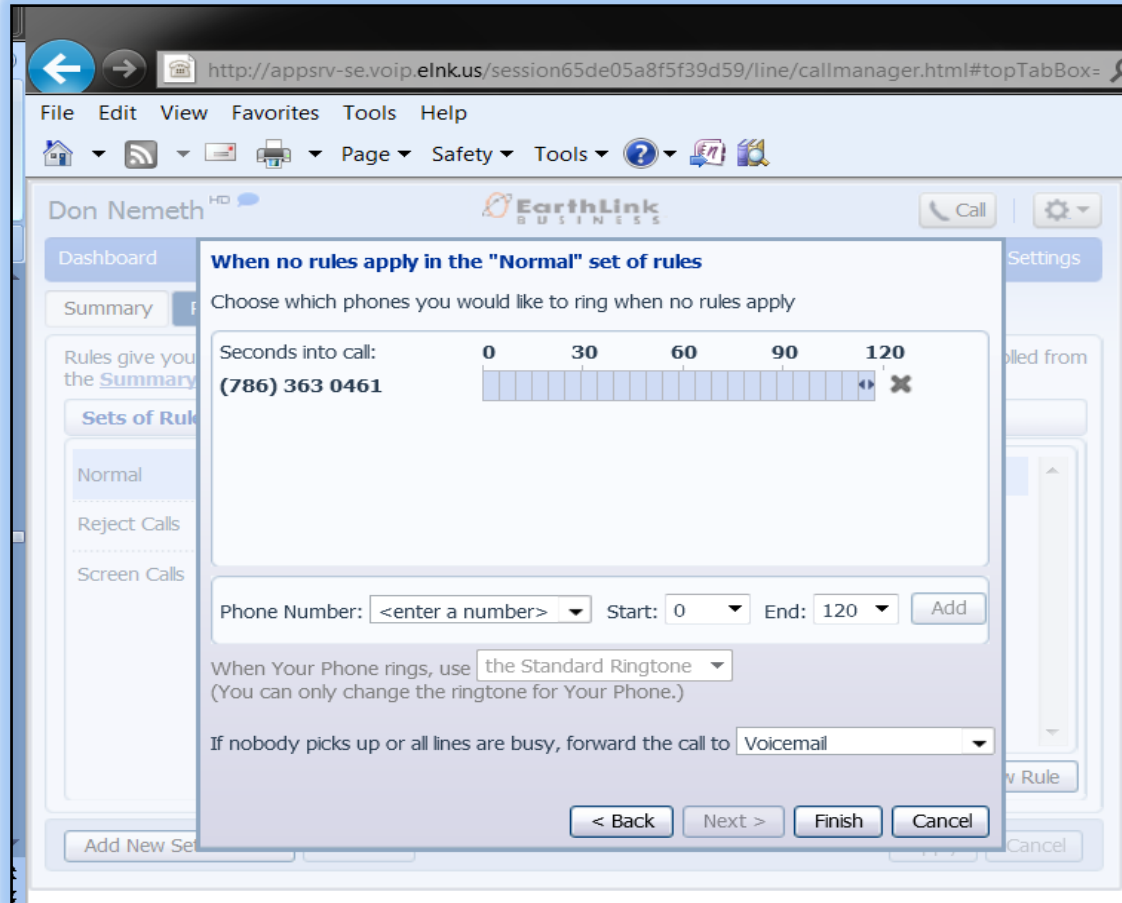 http://appsrv-se.voip.elnk.us/session65de05a8f5f39d59/line/callmanager.html#topTabBox=
File Edit View Favorites Tools Help
Page Safety Tools
Don Nemeth HD EarthLink BUSINESS Call
Dashboard Settings
Summary
Rules give you
the Summary
Sets of Rule
Normal
Reject Calls
Screen Calls
When no rules apply in the "Normal" set of rules
Choose which phones you would like to ring when no rules apply
Seconds into call: 0 30 60 90 120
(786) 363 0461
Phone Number: <enter a number> Start: 0 End: 120 Add
When Your Phone rings, use the Standard Ringtone
(You can only change the ringtone for Your Phone.)
If nobody picks up or all lines are busy, forward the call to Voicemail
< Back Next > Finish Cancel
from
Rule
Add New Set Cancel